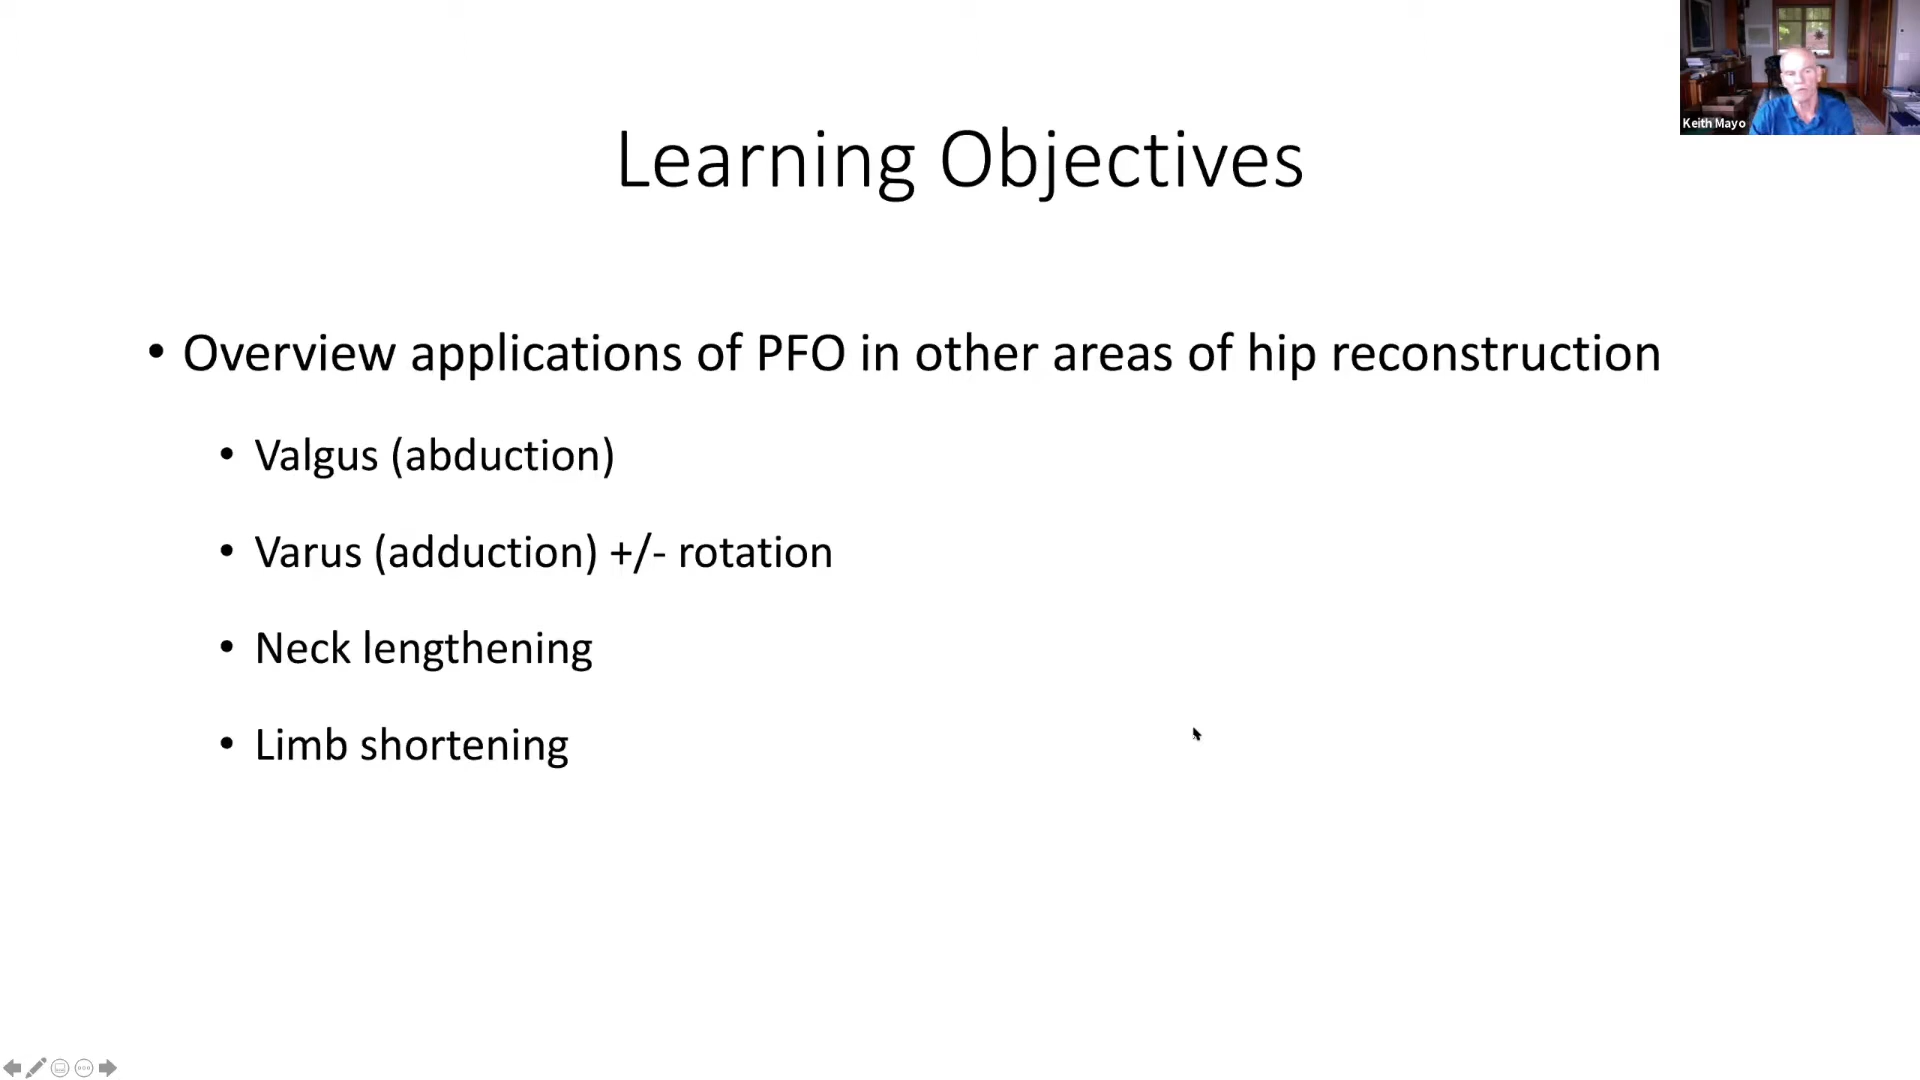 Keith Mayo
Learning Objectives
• Overview applications of PFO in other areas of hip reconstruction
• Valgus (abduction)
• Varus (adduction) +/- rotation
• Neck lengthening
• Limb shortening